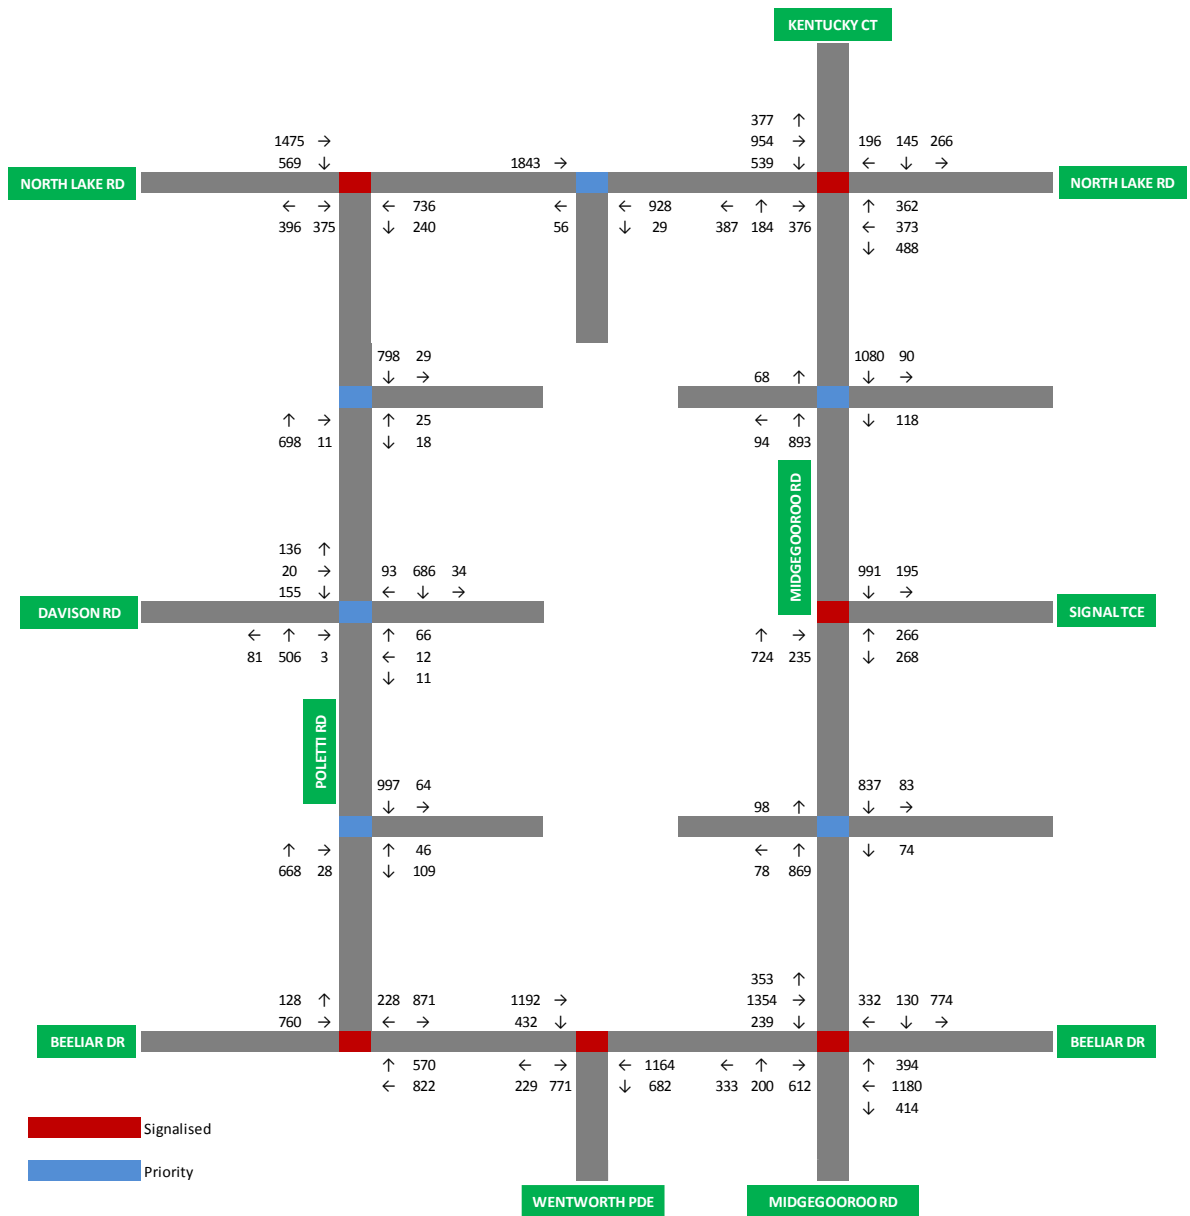 KENTUCKY CT
377 ↑
1475 → 954 → 196 145 266
569 ↓ 1843 → 539 ↓ ← ↓ →
NORTH LAKE RD NORTH LAKE RD
← → ← 736 ← ← 928 ← ↑ → ↑ 362
396 375 ↓ 240 56 ↓ 29 387 184 376 ← 373
↓ 488
798 29 1080 90
↓ → 68 ↑ ↓ →
↑ → ↑ 25 ← ↑ ↓ 118
698 11 ↓ 18 94 893
MIDGEGOOROO RD
136 ↑
20 → 93 686 34 991 195
155 ↓ ← ↓ → ↓ →
DAVISON RD SIGNAL TCE
← ↑ → ↑ 66 ↑ → ↑ 266
81 506 3 ← 12 724 235 ↓ 268
↓ 11
POLETTI RD
997 64 837 83
↓ → 98 ↑ ↓ →
↑ → ↑ 46 ← ↑ ↓ 74
668 28 ↓ 109 78 869
353 ↑
128 ↑ 228 871 1192 → 1354 → 332 130 774
760 → ← → 432 ↓ 239 ↓ ← ↓ →
BEELIAR DR BEELIAR DR
↑ 570 ← → ← 1164 ← ↑ → ↑ 394
← 822 229 771 ↓ 682 333 200 612 ← 1180
↓ 414
Signalised
Priority
WENTWORTH PDE MIDGEGOOROO RD